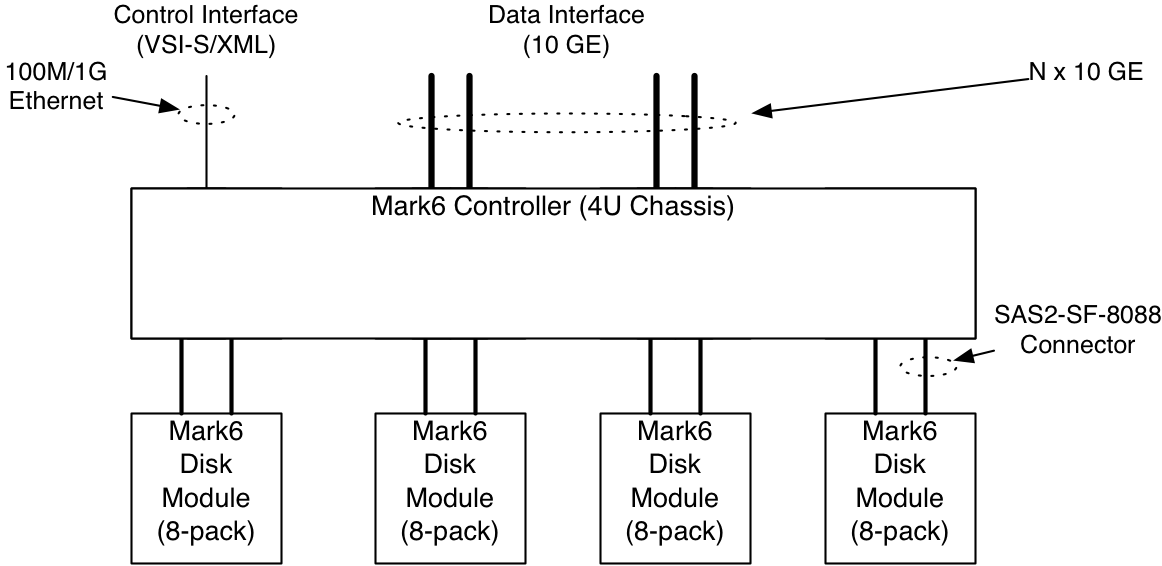 Control Interface
(VSI-S/XML)
Data Interface
(10 GE)
100M/1G
Ethernet
N x 10 GE
Mark6 Controller (4U Chassis)
SAS2-SF-8088
Connector
Mark6
Disk
Module
(8-pack)
Mark6
Disk
Module
(8-pack)
Mark6
Disk
Module
(8-pack)
Mark6
Disk
Module
(8-pack)